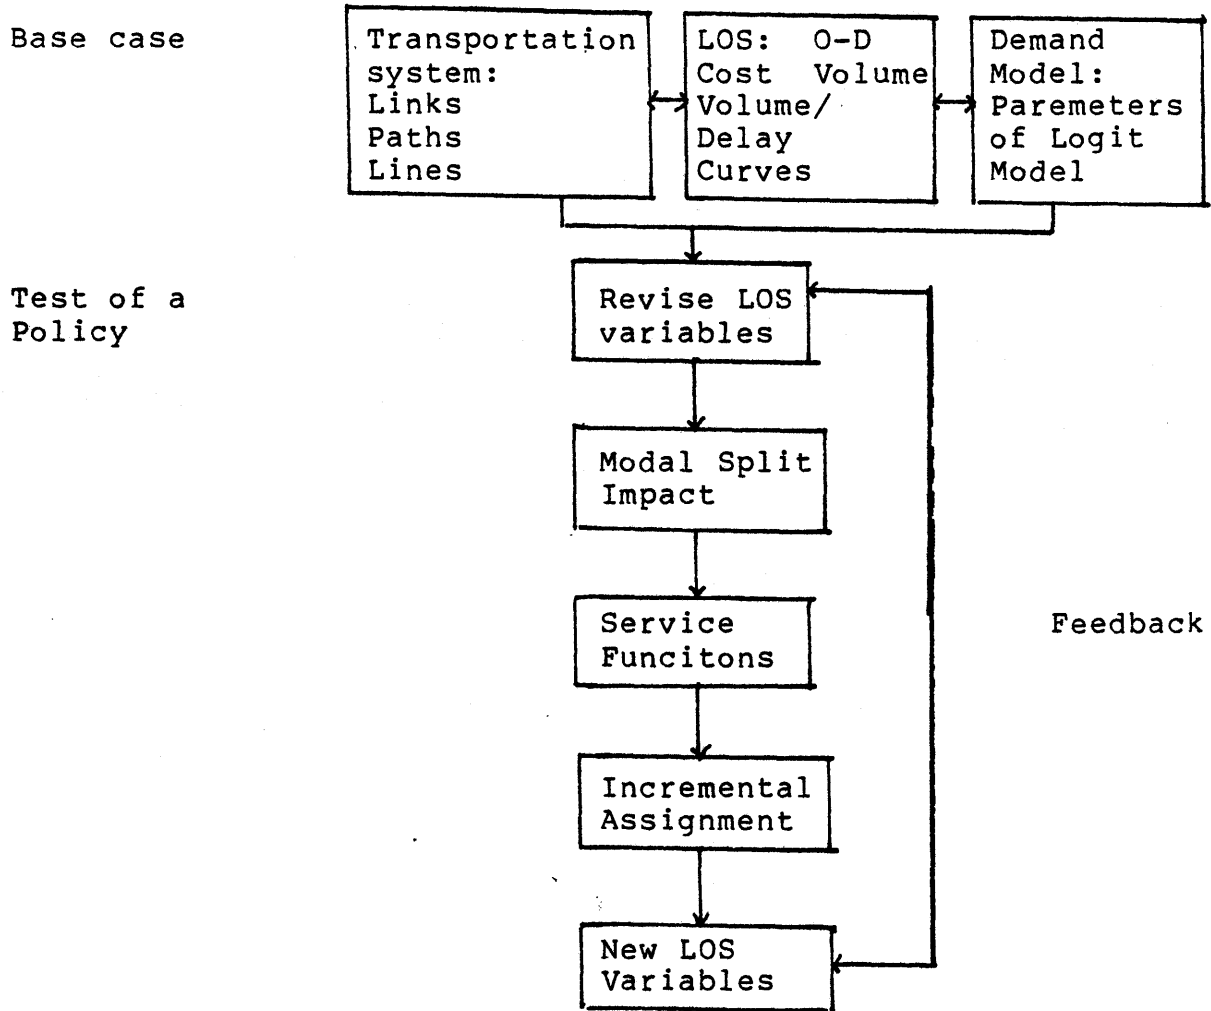 Base case
Transportation
system:
Links
Paths
Lines
LOS: O-D
Cost Volume
Volume/
Delay
Curves
Demand
Model:
Paremeters
of Logit
Model
Test of a
Policy
Revise LOS
variables
Modal Split
Impact
Service
Funcitons
Feedback
Incremental
Assignment
New LOS
Variables